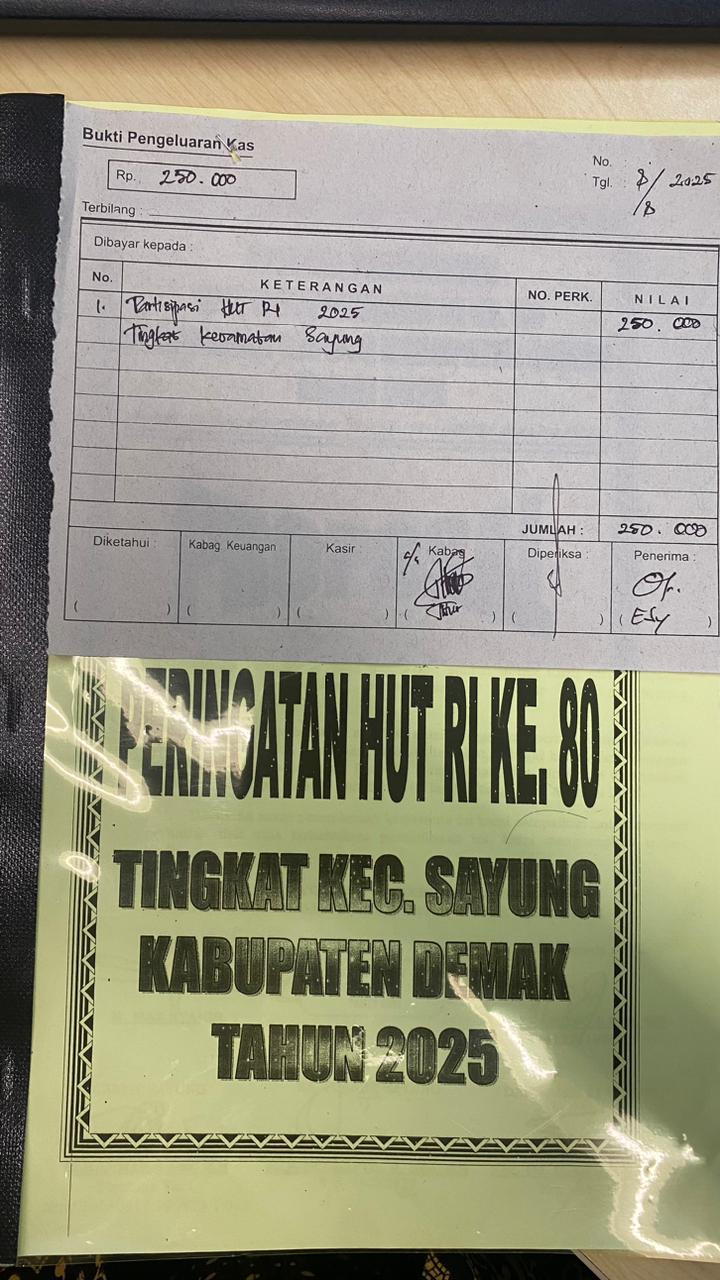 Bukti Pengeluaran Kas
Rp. 250.000
No. :
Tgl. : 8/8 2025
Terbilang :
Dibayar kepada :
No. KETERANGAN NO. PERK. NILAI
1. Partisipasi HUT RI 2025 250.000
Tingkat Kecamatan Sayung
JUMLAH : 250.000
Diketahui : Kabag. Keuangan Kasir : Kabag Diperiksa : Penerima :
( ) ( ) ( ) ( ) ( ) ( )
PERINGATAN HUT RI KE. 80
TINGKAT KEC. SAYUNG
KABUPATEN DEMAK
TAHUN 2025